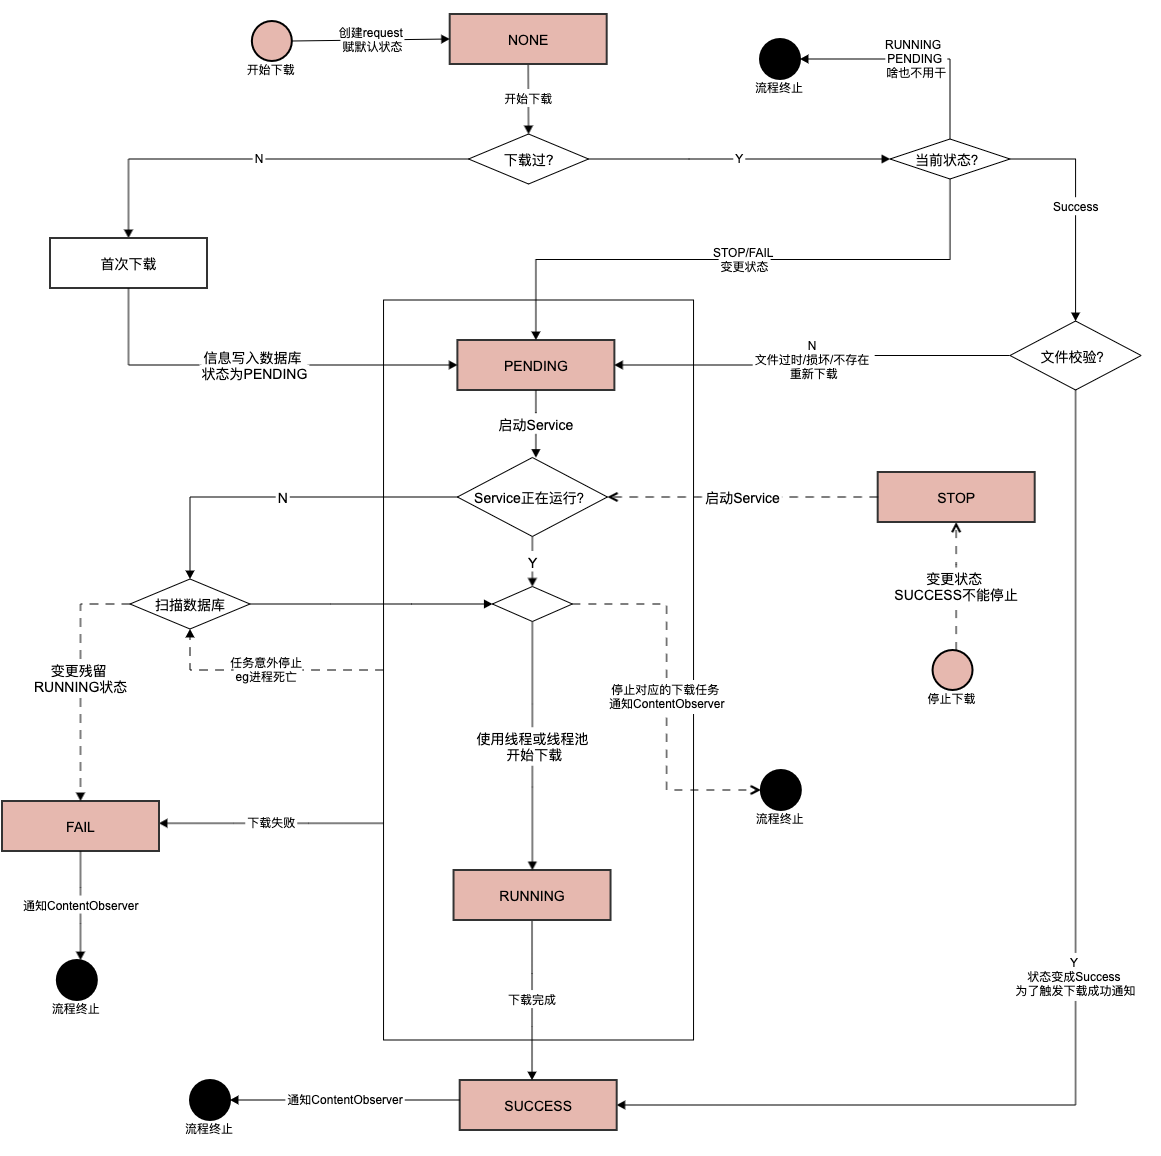 创建request
赋默认状态
开始下载
NONE
RUNNING
PENDING
啥也不用干
流程终止
开始下载
N
下载过?
Y
当前状态?
Success
首次下载
STOP/FAIL
变更状态
信息写入数据库
状态为PENDING
PENDING
N
文件过时/损坏/不存在
重新下载
文件校验?
启动Service
N
Service正在运行?
启动Service
STOP
Y
变更状态
SUCCESS不能停止
扫描数据库
任务意外停止
eg进程死亡
变更残留
RUNNING状态
停止对应的下载任务
通知ContentObserver
停止下载
使用线程或线程池
开始下载
流程终止
FAIL
下载失败
RUNNING
通知ContentObserver
流程终止
下载完成
Y
状态变成Success
为了触发下载成功通知
流程终止
通知ContentObserver
SUCCESS